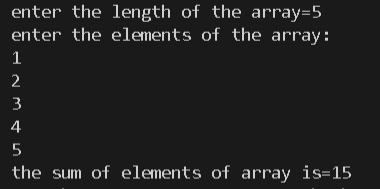 enter the length of the array=5
enter the elements of the array:
1
2
3
4
5
the sum of elements of array is=15